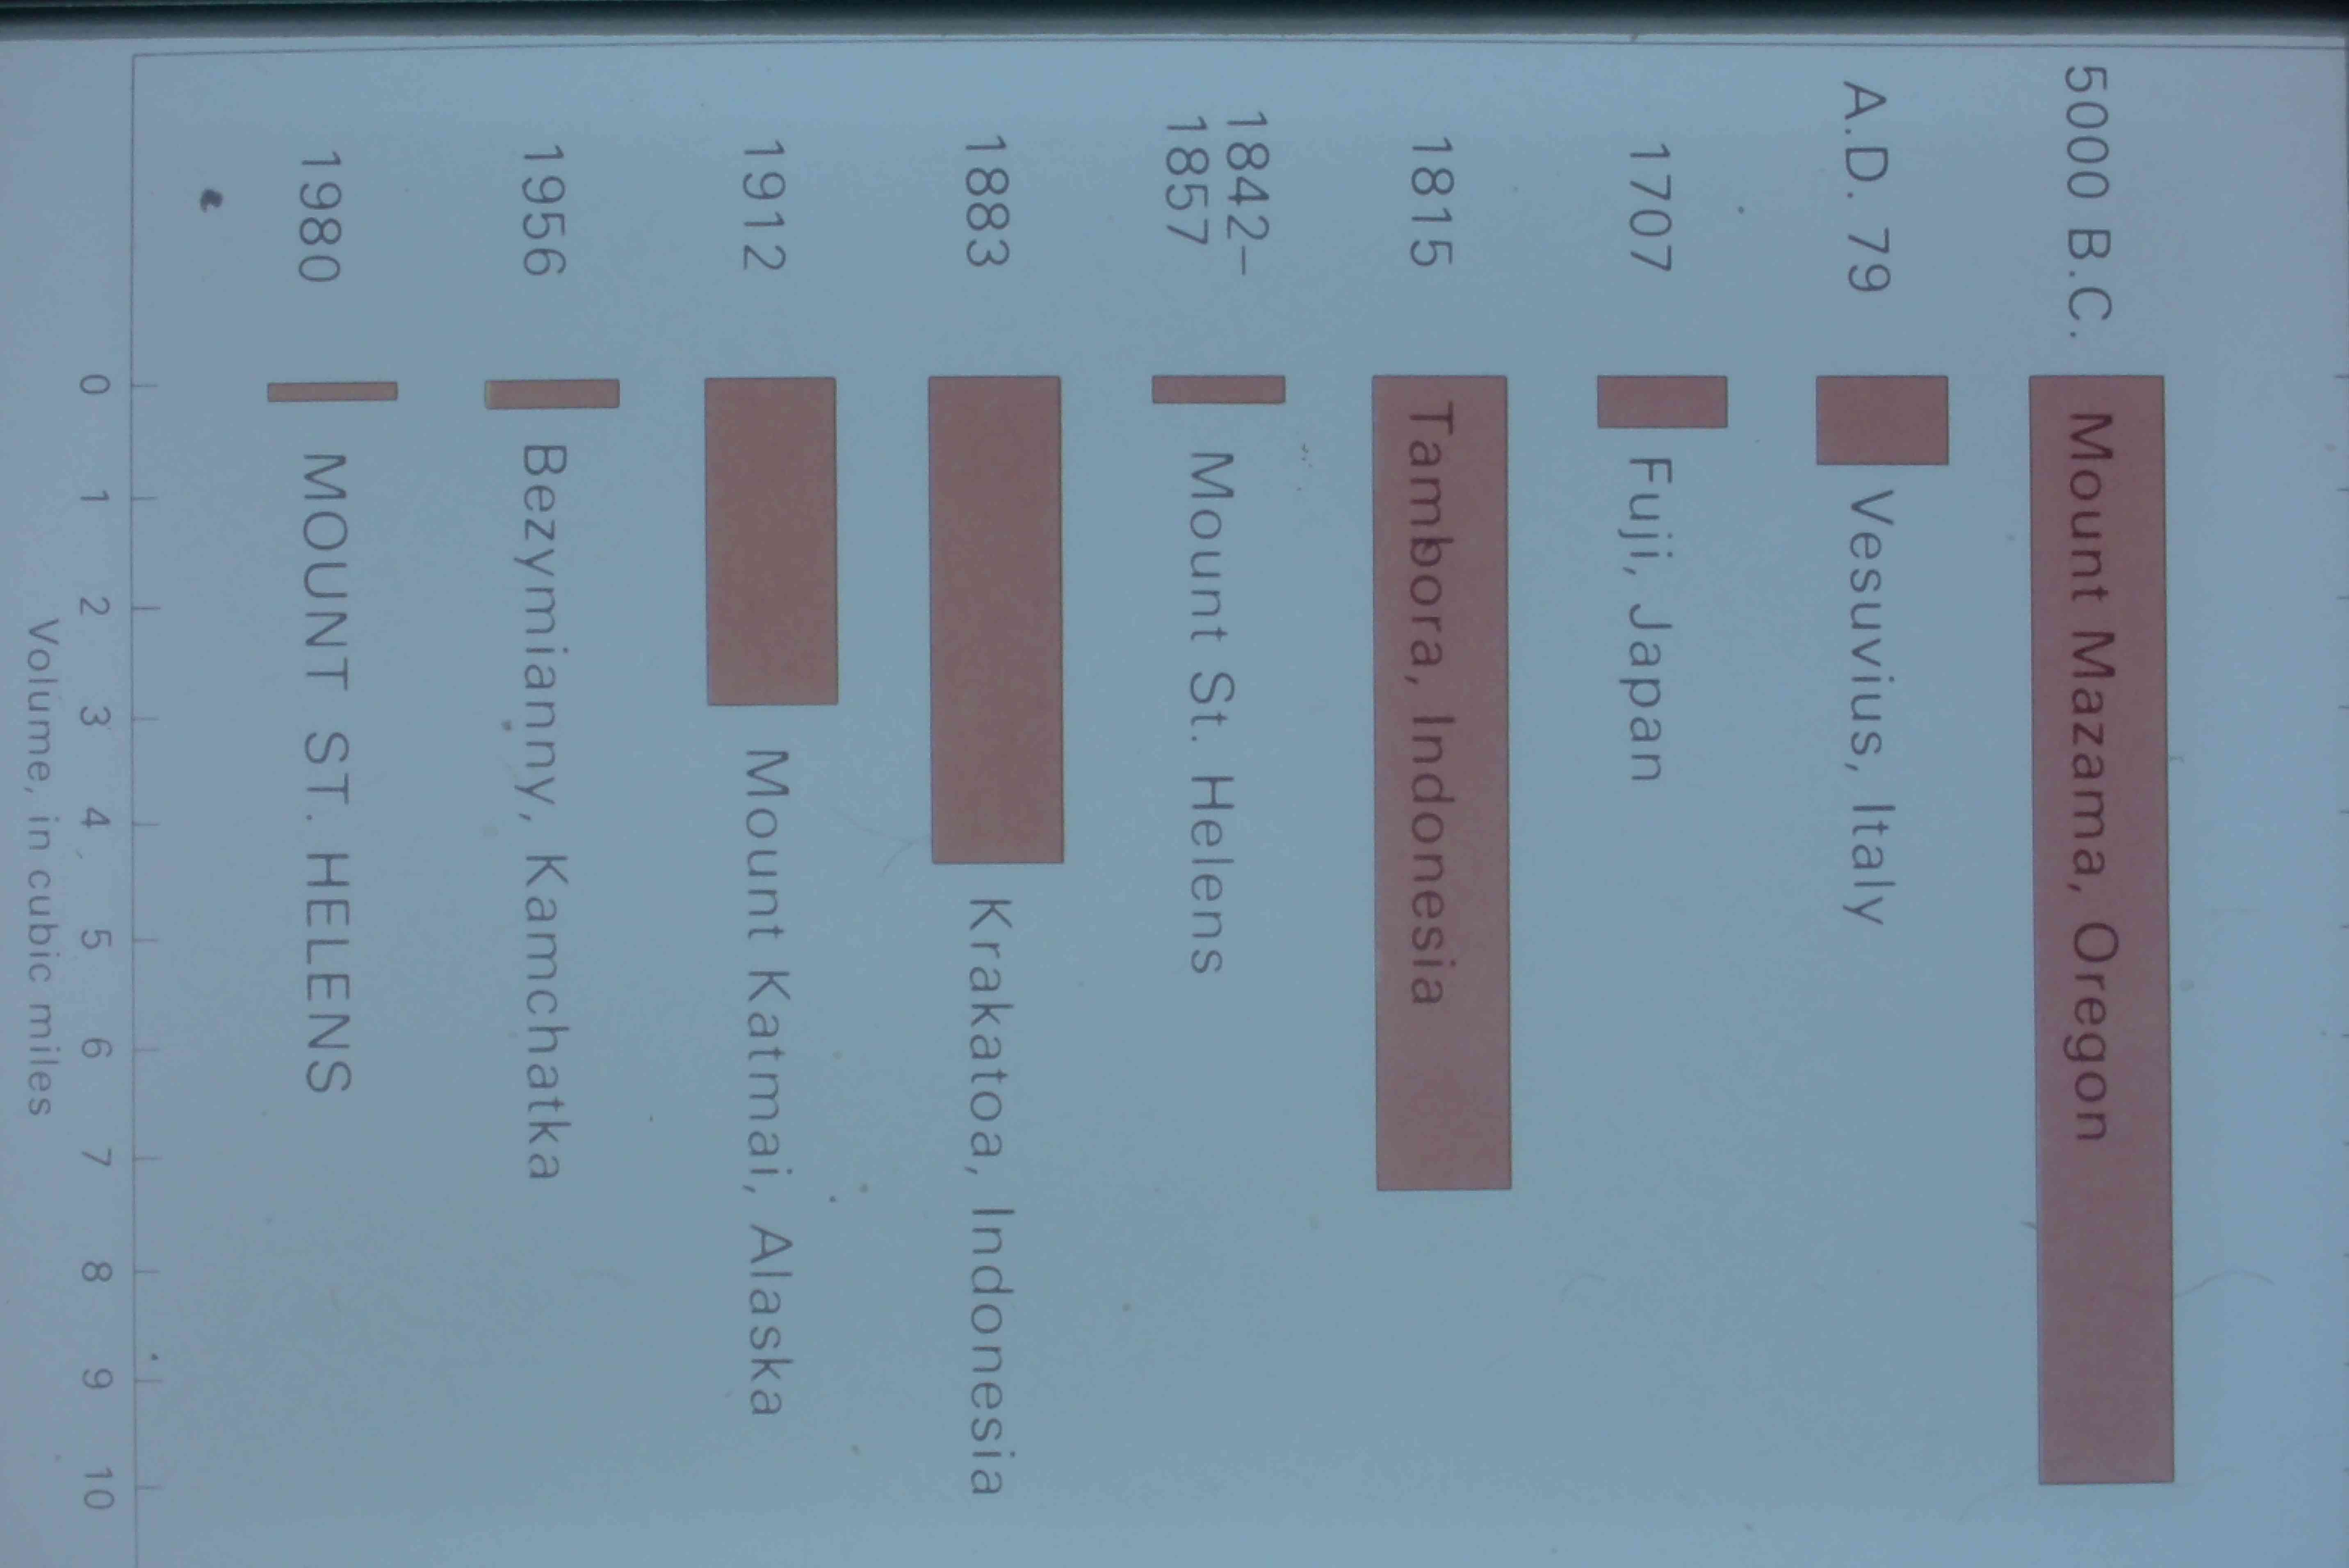 5000 B.C. Mount Mazama, Oregon
A.D. 79 Vesuvius, Italy
1707 Fuji, Japan
1815 Tambora, Indonesia
1842–
1857 Mount St. Helens
1883 Krakatoa, Indonesia
1912 Mount Katmai, Alaska
1956 Bezymianny, Kamchatka
1980 MOUNT ST. HELENS
0 1 2 3 4 5 6 7 8 9 10
Volume, in cubic miles